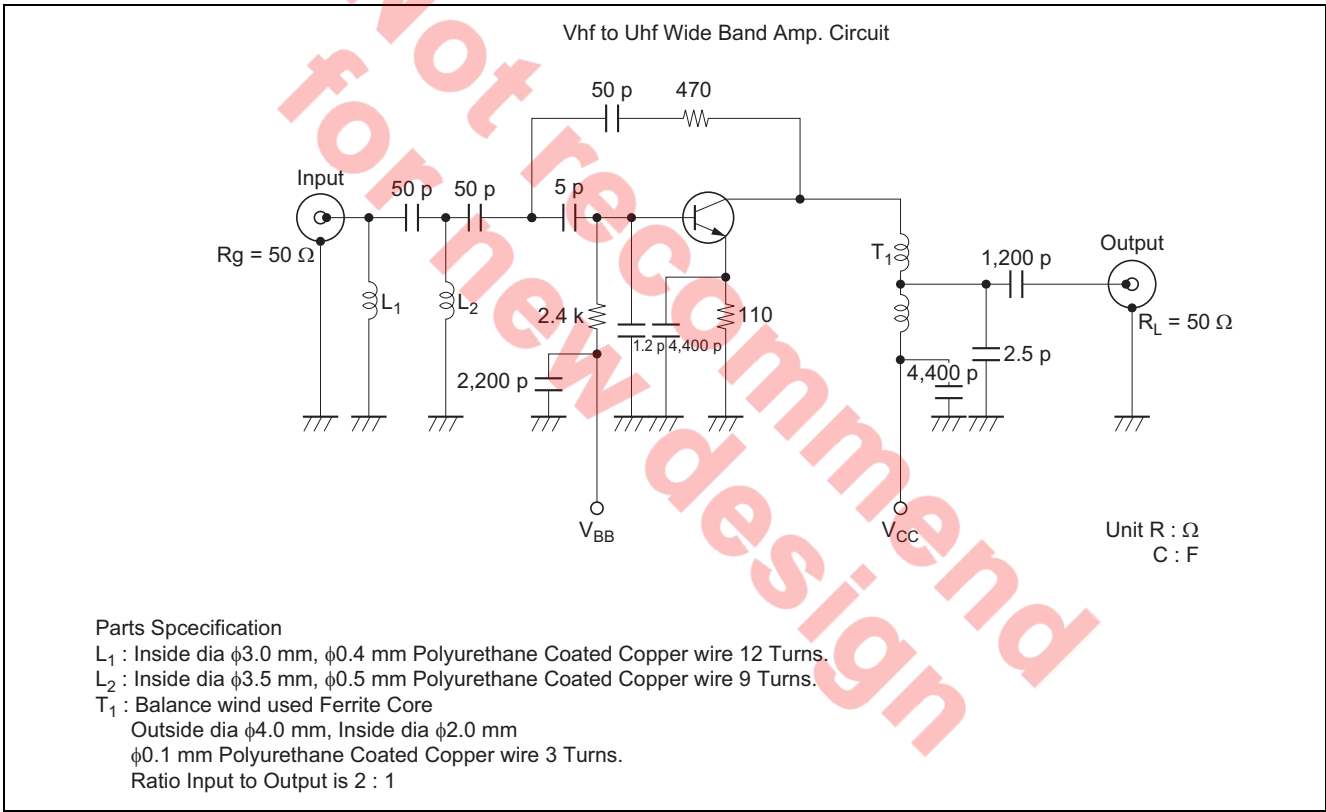 Vhf to Uhf Wide Band Amp. Circuit
50 p 470
Input
50 p 50 p 5 p
Rg = 50 Ω
L1
L2
2.4 k
1.2 p
4,400 p
110
2,200 p
T1
1,200 p
Output
RL = 50 Ω
4,400 p
2.5 p
VBB
VCC
Unit R : Ω
C : F
Parts Spcecification
L1 : Inside dia ϕ3.0 mm, ϕ0.4 mm Polyurethane Coated Copper wire 12 Turns.
L2 : Inside dia ϕ3.5 mm, ϕ0.5 mm Polyurethane Coated Copper wire 9 Turns.
T1 : Balance wind used Ferrite Core
Outside dia ϕ4.0 mm, Inside dia ϕ2.0 mm
ϕ0.1 mm Polyurethane Coated Copper wire 3 Turns.
Ratio Input to Output is 2 : 1
Not recommend
for new design